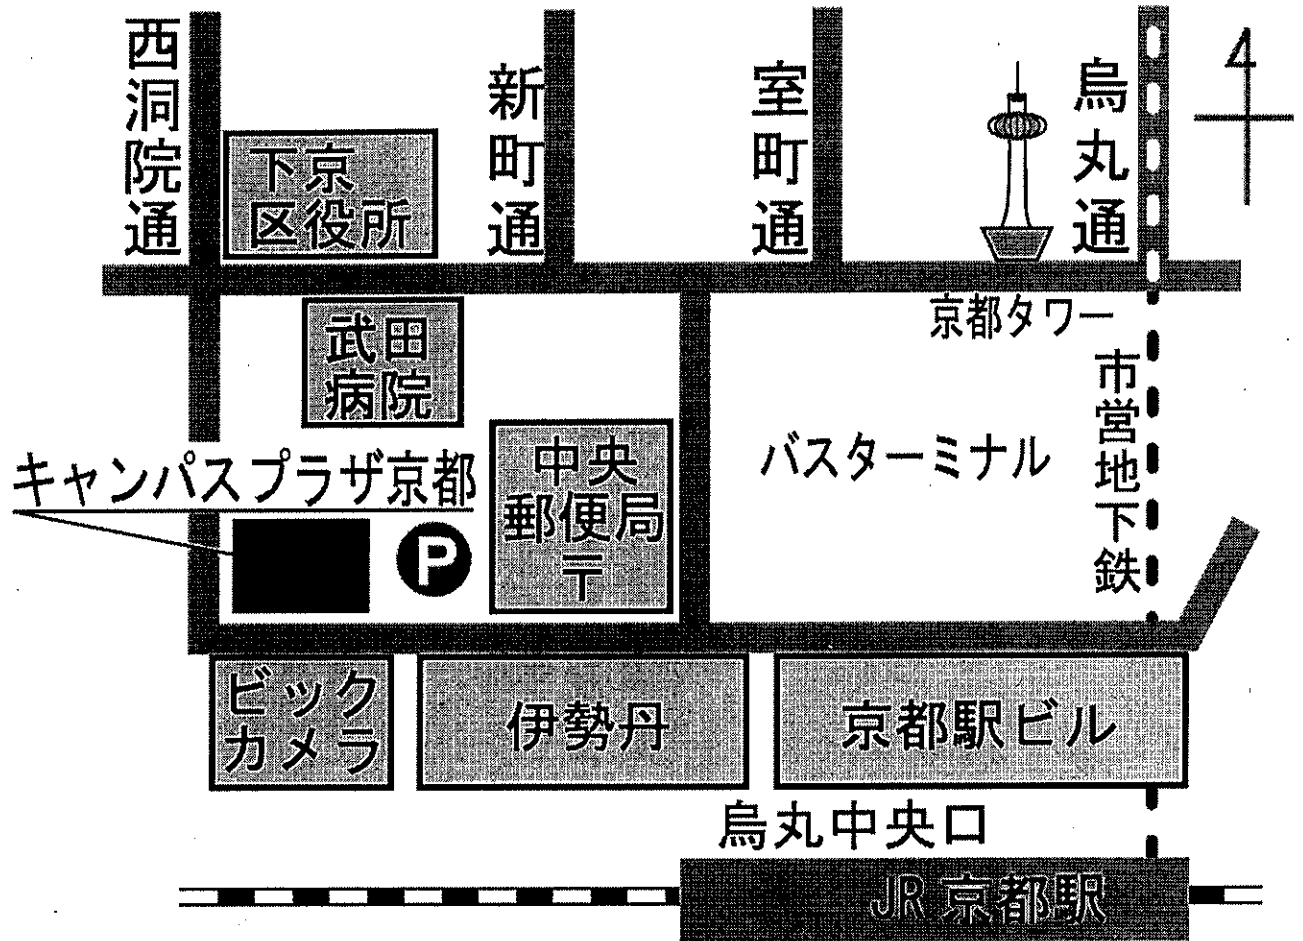 西洞院通
新町通
室町通
烏丸通
4
下京
区役所
京都タワー
武田
病院
市営地下鉄
バスターミナル
キャンパスプラザ京都
中央
郵便局
〒
P
ビック
カメラ
伊勢丹
京都駅ビル
烏丸中央口
JR 京都駅